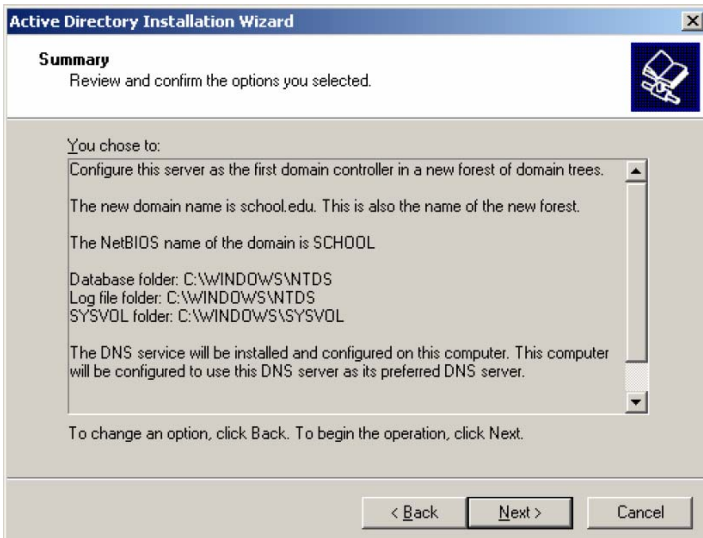 Active Directory Installation Wizard
Summary
Review and confirm the options you selected.
You chose to:
Configure this server as the first domain controller in a new forest of domain trees.
The new domain name is school.edu. This is also the name of the new forest.
The NetBIOS name of the domain is SCHOOL
Database folder: C:\WINDOWS\NTDS
Log file folder: C:\WINDOWS\NTDS
SYSVOL folder: C:\WINDOWS\SYSVOL
The DNS service will be installed and configured on this computer. This computer
will be configured to use this DNS server as its preferred DNS server.
To change an option, click Back. To begin the operation, click Next.
< Back Next > Cancel